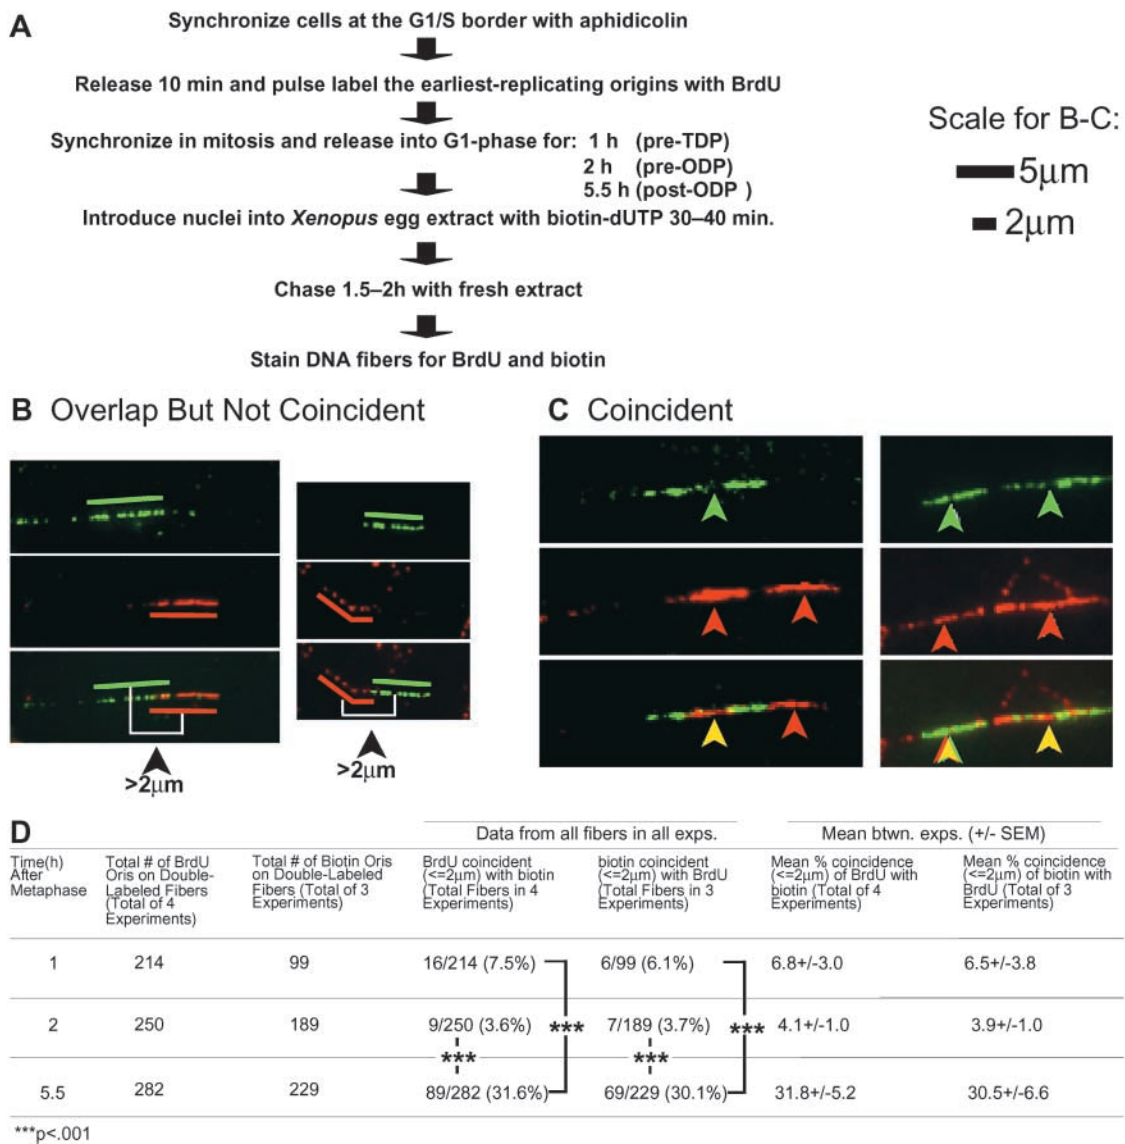 A
Synchronize cells at the G1/S border with aphidicolin
Release 10 min and pulse label the earliest-replicating origins with BrdU
Synchronize in mitosis and release into G1-phase for: 1 h (pre-TDP)
2 h (pre-ODP)
5.5 h (post-ODP )
Introduce nuclei into Xenopus egg extract with biotin-dUTP 30–40 min.
Chase 1.5–2h with fresh extract
Stain DNA fibers for BrdU and biotin
Scale for B-C:
5µm
2µm
B Overlap But Not Coincident
>2µm
>2µm
C Coincident
D
Data from all fibers in all exps.
Mean btwn. exps. (+/- SEM)
Time(h)
After
Metaphase
Total # of BrdU
Oris on Double-
Labeled Fibers
(Total of 4
Experiments)
Total # of Biotin Oris
on Double-Labeled
Fibers (Total of 3
Experiments)
BrdU coincident
(<=2µm) with biotin
(Total Fibers in 4
Experiments)
biotin coincident
(<=2µm) with BrdU
(Total Fibers in 3
Experiments)
Mean % coincidence
(<=2µm) of BrdU with
biotin (Total of 4
Experiments)
Mean % coincidence
(<=2µm) of biotin with
BrdU (Total of 3
Experiments)
1 214 99 16/214 (7.5%) 6/99 (6.1%) 6.8+/-3.0 6.5+/-3.8
2 250 189 9/250 (3.6%) *** 7/189 (3.7%) *** 4.1+/-1.0 3.9+/-1.0
*** ***
5.5 282 229 89/282 (31.6%) 69/229 (30.1%) 31.8+/-5.2 30.5+/-6.6
***p<.001